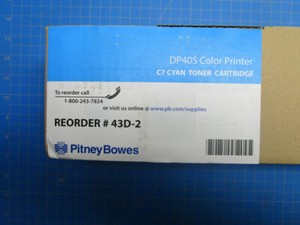 DP405 Color Printer
C7 CYAN TONER CARTRIDGE
To reorder call
1-800-243-7824
or visit us online @ www.pb.com/supplies
REORDER # 43D-2
PitneyBowes